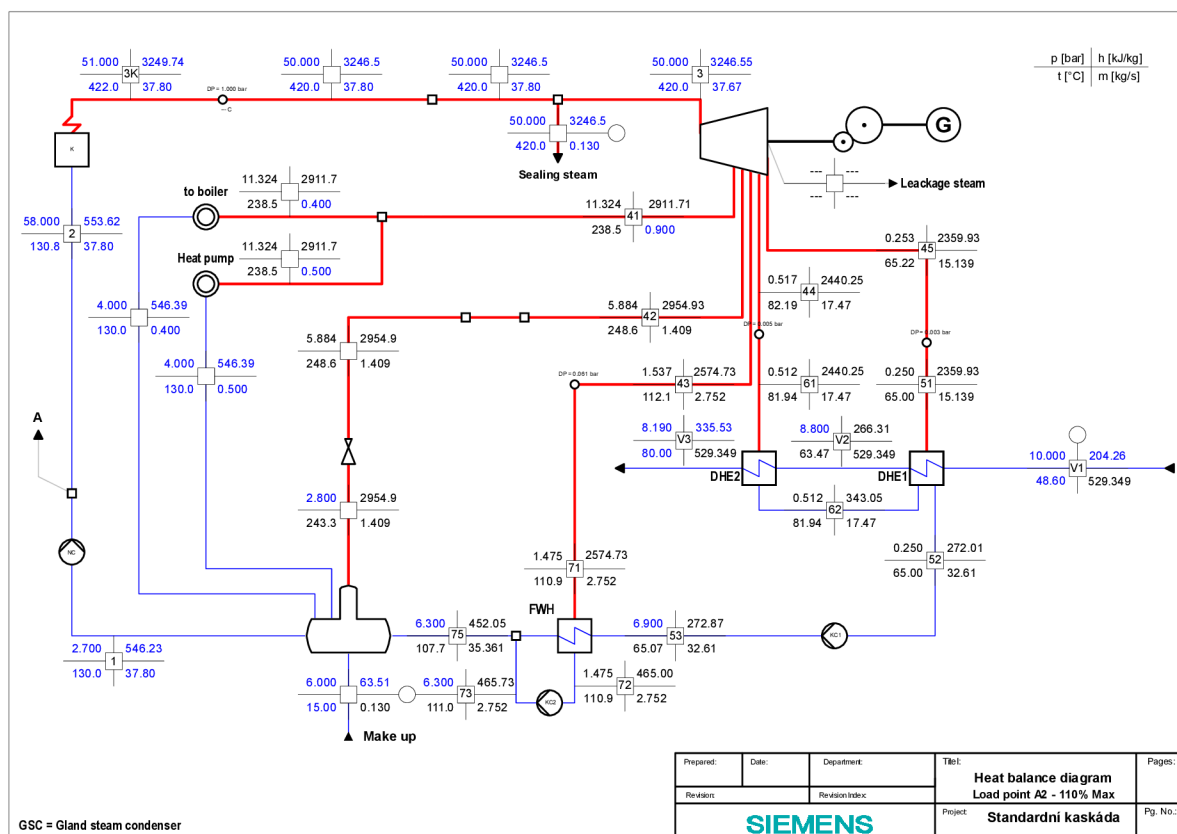 51.000 3249.74
3K
422.0 37.80
50.000 3246.5
420.0 37.80
50.000 3246.5
420.0 37.80
50.000 3246.55
3
420.0 37.67
p [bar] h [kJ/kg]
t [°C] m [kg/s]
DP = 1.000 bar
--- C
K
50.000 3246.5
420.0 0.130
Sealing steam
G
--- ---
--- ---
Leackage steam
to boiler
11.324 2911.7
238.5 0.400
11.324 2911.71
41
238.5 0.900
58.000 553.62
2
130.8 37.80
Heat pump
11.324 2911.7
238.5 0.500
0.253 2359.93
45
65.22 15.139
0.517 2440.25
44
82.19 17.47
4.000 546.39
130.0 0.400
5.884 2954.93
42
248.6 1.409
DP = 0.005 bar
DP = 0.003 bar
5.884 2954.9
248.6 1.409
4.000 546.39
130.0 0.500
DP = 0.061 bar
1.537 2574.73
43
112.1 2.752
0.512 2440.25
61
81.94 17.47
0.250 2359.93
51
65.00 15.139
A
8.190 335.53
V3
80.00 529.349
8.800 266.31
V2
63.47 529.349
10.000 204.26
V1
48.60 529.349
DHE2
DHE1
2.800 2954.9
243.3 1.409
0.512 343.05
62
81.94 17.47
NC
1.475 2574.73
71
110.9 2.752
0.250 272.01
52
65.00 32.61
FWH
6.300 452.05
75
107.7 35.361
6.900 272.87
53
65.07 32.61
KC1
2.700 546.23
1
130.0 37.80
6.000 63.51
15.00 0.130
6.300 465.73
73
111.0 2.752
KC2
1.475 465.00
72
110.9 2.752
Make up
Prepared: Date: Department: Titel: Pages:
Heat balance diagram
Load point A2 - 110% Max
Revision: Revision Index:
SIEMENS
Project: Standardní kaskáda
Pg. No.:
GSC = Gland steam condenser